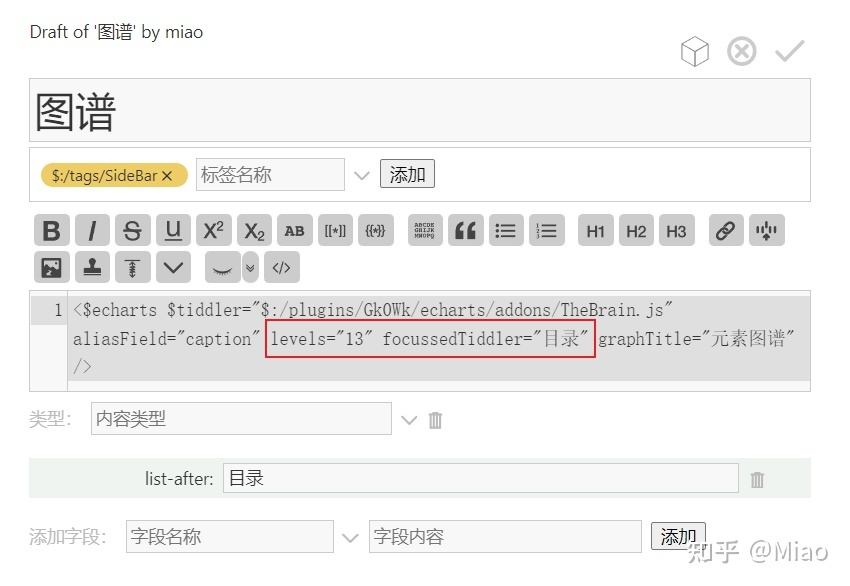 Draft of '图谱' by miao
图谱
$:/tags/SideBar × 标签名称 添加
B I S U X² X₂ AB [[*]] {{*}} ABCDE FGHI KLMNO MNOPQ H1 H2 H3
</>
1 <$echarts $tiddler="$:/plugins/Gk0Wk/echarts/addons/TheBrain.js"
aliasField="caption" levels="13" focussedTiddler="目录" graphTitle="元素图谱"
/>
类型: 内容类型
list-after: 目录
添加字段: 字段名称 字段内容 添加
知乎 @Miao